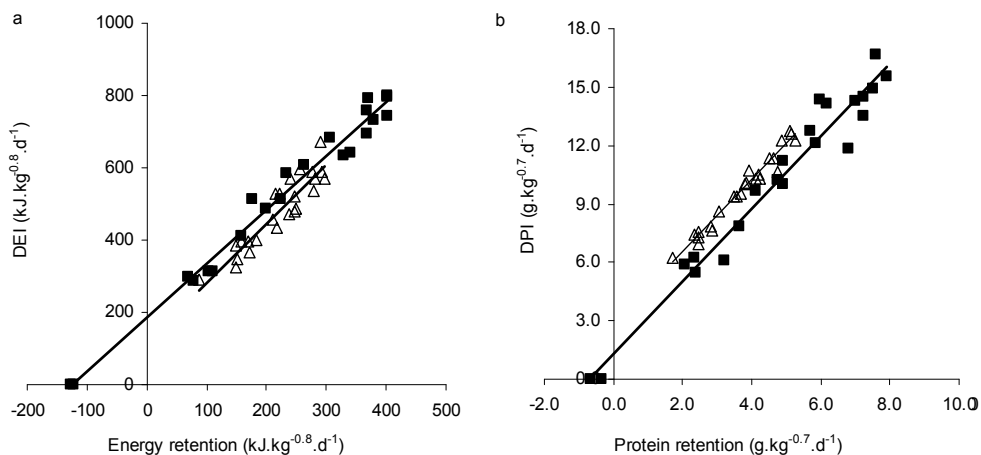 a
1000
800
600
400
200
0
-200 -100 0 100 200 300 400 500
DEI (kJ.kg-0.8.d-1)
Energy retention (kJ.kg-0.8.d-1)
b
18.0
15.0
12.0
9.0
6.0
3.0
0
-2.0 0 2.0 4.0 6.0 8.0 10.0
DPI (g.kg-0.7.d-1)
Protein retention (g.kg-0.7.d-1)